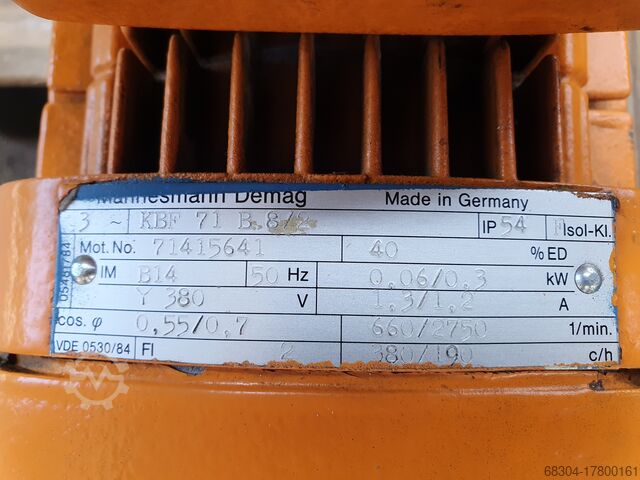 Mannesmann Demag Made in Germany
3 ~ KBF 71 B 8/2 IP 54 F Isol-Kl.
Mot. No. 71415641 40 % ED
IM B14 50 Hz 0,06/0,3 kW
Y 380 V 1,3/1,2 A
cos. φ 0,55/0,7 660/2750 1/min.
VDE 0530/84 FI 2 380/190 c/h
68304-17800161